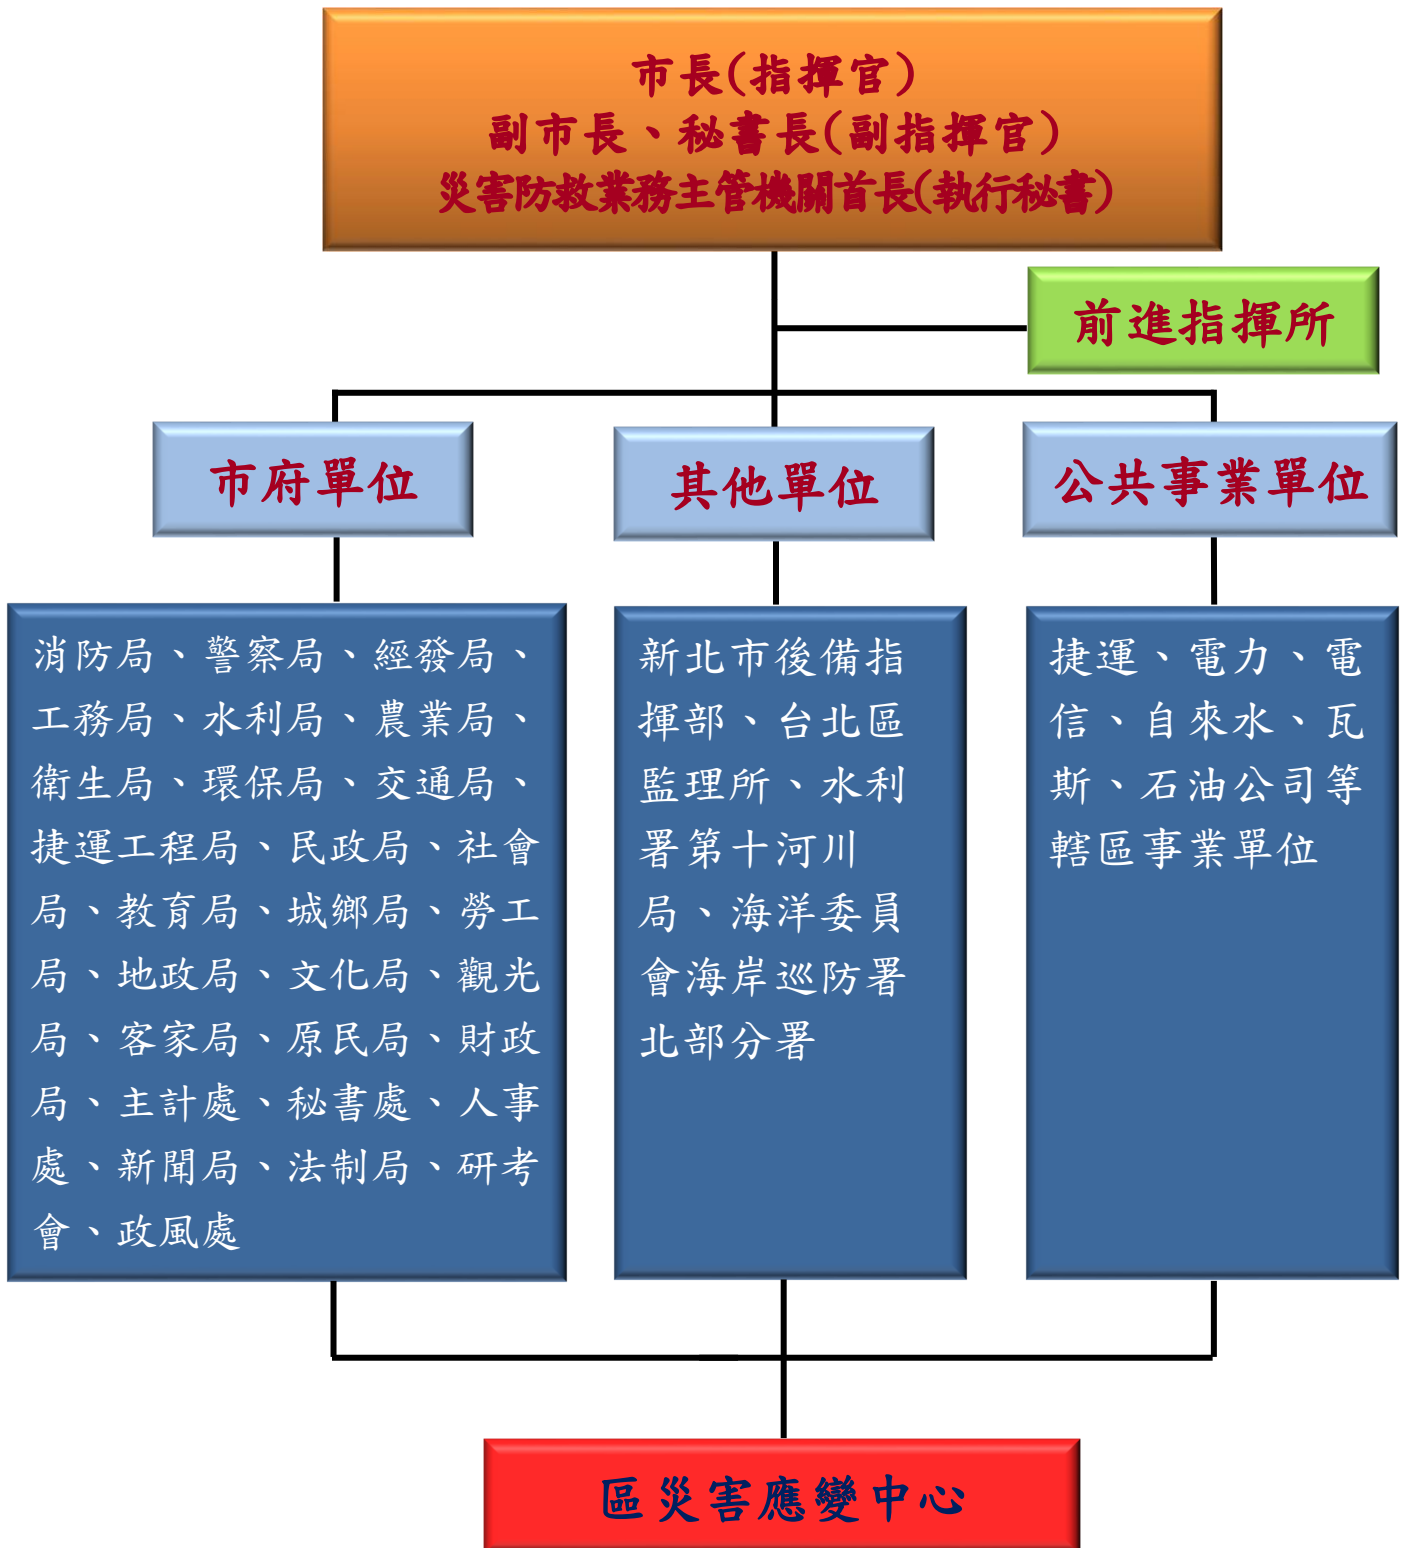 市長(指揮官)
副市長、秘書長(副指揮官)
災害防救業務主管機關首長(執行秘書)
前進指揮所
市府單位
其他單位
公共事業單位
消防局、警察局、經發局、
工務局、水利局、農業局、
衛生局、環保局、交通局、
捷運工程局、民政局、社會
局、教育局、城鄉局、勞工
局、地政局、文化局、觀光
局、客家局、原民局、財政
局、主計處、秘書處、人事
處、新聞局、法制局、研考
會、政風處
新北市後備指
揮部、台北區
監理所、水利
署第十河川
局、海洋委員
會海岸巡防署
北部分署
捷運、電力、電
信、自來水、瓦
斯、石油公司等
轄區事業單位
區災害應變中心